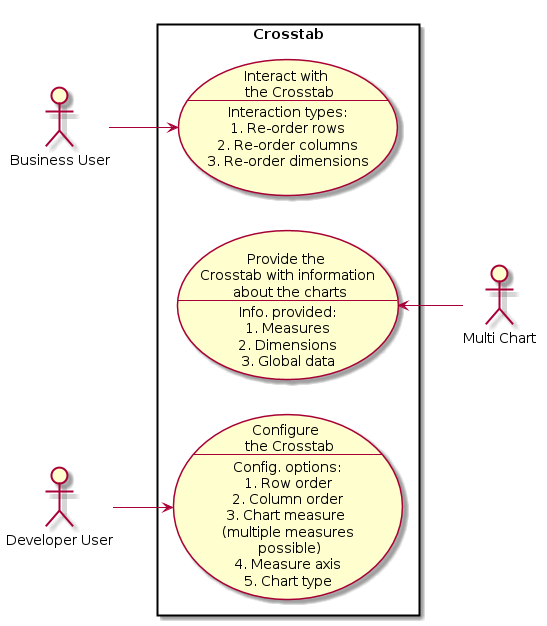 Crosstab
Interact with
the Crosstab
Interaction types:
1. Re-order rows
2. Re-order columns
3. Re-order dimensions
Business User
Provide the
Crosstab with information
about the charts
Info. provided:
1. Measures
2. Dimensions
3. Global data
Multi Chart
Configure
the Crosstab
Config. options:
1. Row order
2. Column order
3. Chart measure
(multiple measures
possible)
4. Measure axis
5. Chart type
Developer User